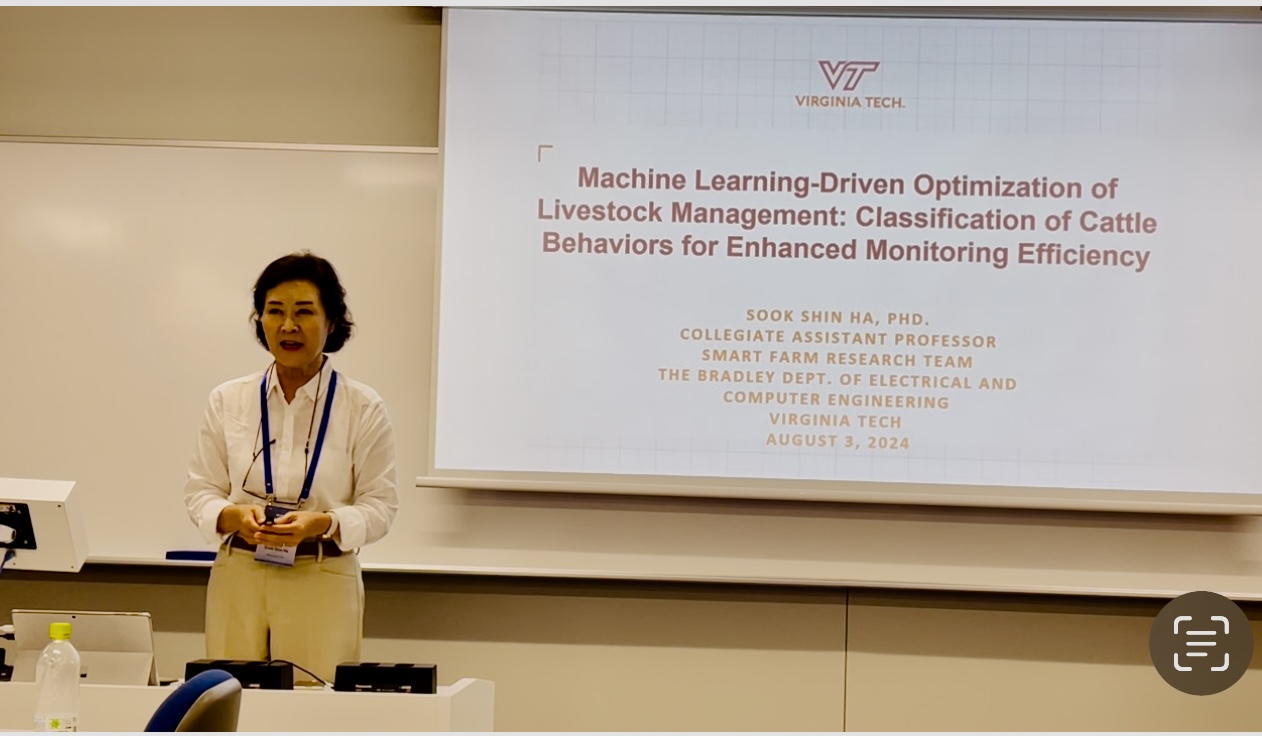 VT
VIRGINIA TECH.
Machine Learning-Driven Optimization of
Livestock Management: Classification of Cattle
Behaviors for Enhanced Monitoring Efficiency
SOOK SHIN HA, PHD.
COLLEGIATE ASSISTANT PROFESSOR
SMART FARM RESEARCH TEAM
THE BRADLEY DEPT. OF ELECTRICAL AND
COMPUTER ENGINEERING
VIRGINIA TECH
AUGUST 3, 2024